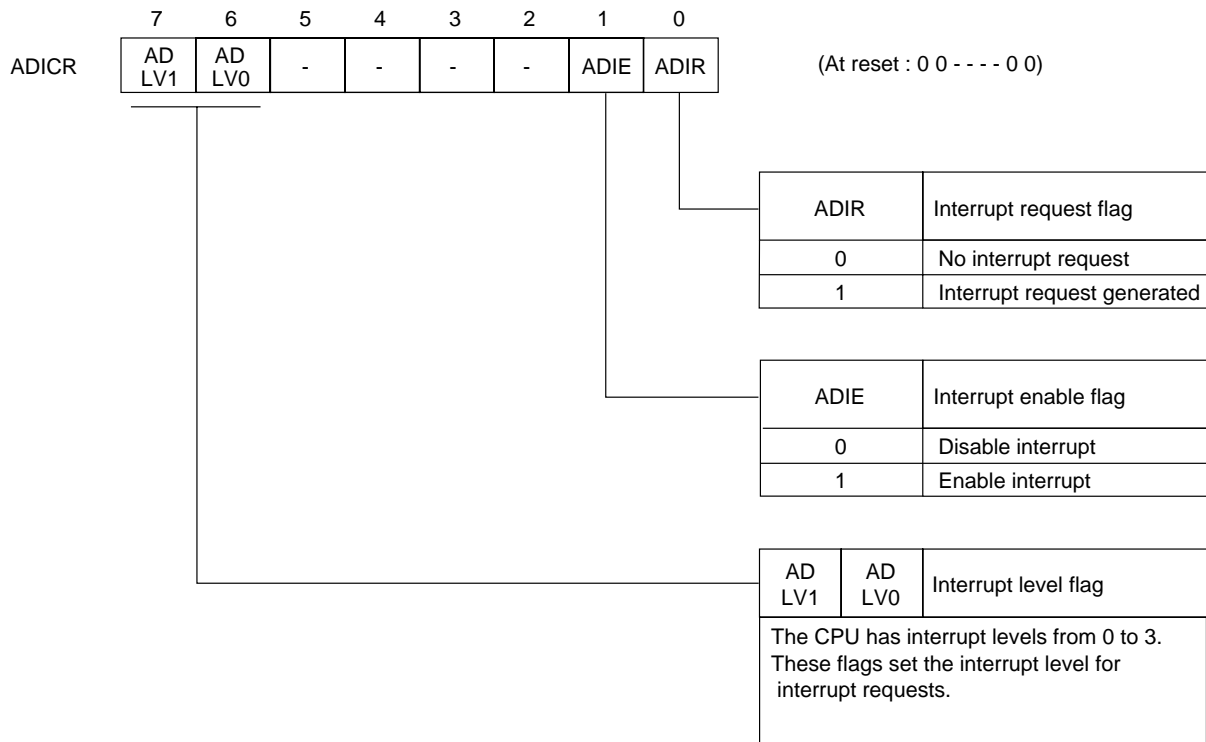 7 6 5 4 3 2 1 0
ADICR AD LV1 AD LV0 - - - - ADIE ADIR (At reset : 0 0 - - - - 0 0)
ADIR Interrupt request flag
0 No interrupt request
1 Interrupt request generated
ADIE Interrupt enable flag
0 Disable interrupt
1 Enable interrupt
AD LV1 AD LV0 Interrupt level flag
The CPU has interrupt levels from 0 to 3.
These flags set the interrupt level for
interrupt requests.